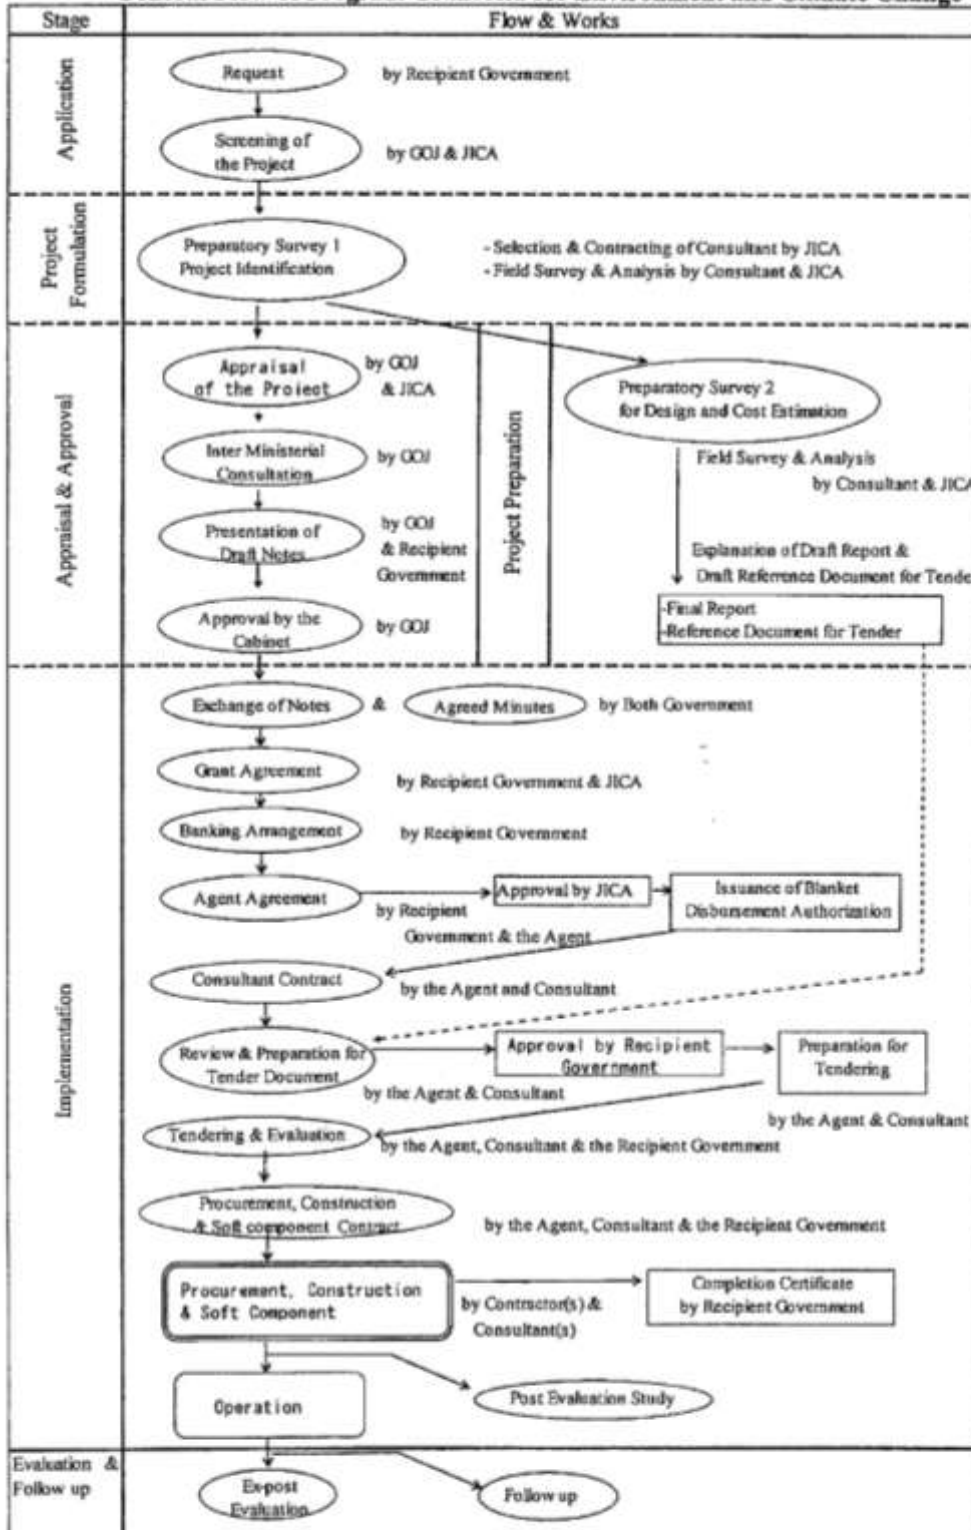 Stage
Flow & Works
Application
Request
by Recipient Government
Screening of
the Project
by GOJ & JICA
Project
Formulation
Preparatory Survey 1
Project Identification
- Selection & Contracting of Consultant by JICA
- Field Survey & Analysis by Consultant & JICA
Appraisal & Approval
Appraisal
of the Project
by GOJ
& JICA
Inter Ministerial
Consultation
by GOJ
Presentation of
Draft Notes
by GOJ
& Recipient
Government
Approval by the
Cabinet
by GOJ
Project Preparation
Preparatory Survey 2
for Design and Cost Estimation
Field Survey & Analysis
by Consultant & JICA
Explanation of Draft Report &
Draft Reference Document for Tende
-Final Report
-Reference Document for Tender
Implementation
Exchange of Notes
&
Agreed Minutes
by Both Government
Grant Agreement
by Recipient Government & JICA
Banking Arrangement
by Recipient Government
Agent Agreement
by Recipient
Government & the Agent
Approval by JICA
Issuance of Blanket
Disbursement Authorization
Consultant Contract
by the Agent and Consultant
Review & Preparation for
Tender Document
by the Agent & Consultant
Approval by Recipient
Government
Preparation for
Tendering
by the Agent & Consultant
Tendering & Evaluation
by the Agent, Consultant & the Recipient Government
Procurement, Construction
& Soft component Contract
by the Agent, Consultant & the Recipient Government
Procurement, Construction
& Soft Component
by Contractor(s) &
Consultant(s)
Completion Certificate
by Recipient Government
Operation
Post Evaluation Study
Evaluation &
Follow up
Ex-post
Evaluation
Follow up